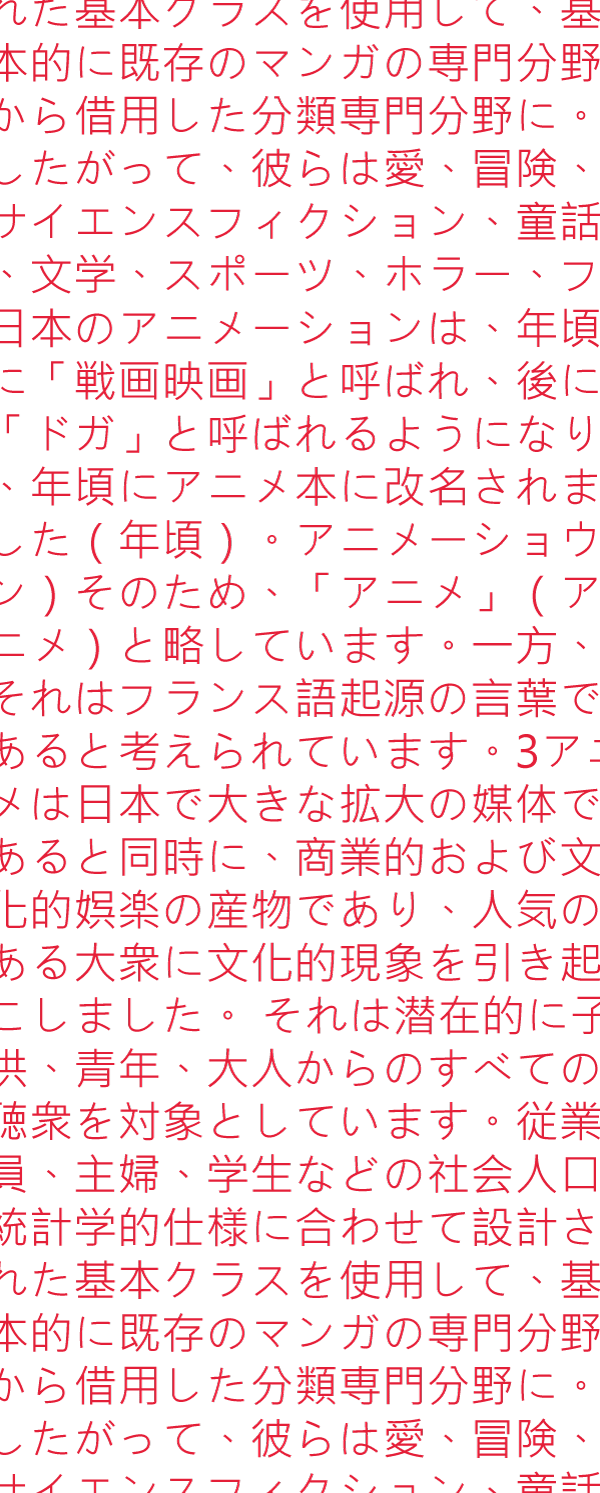 れた基本クラスを使用して、基
本的に既存のマンガの専門分野
から借用した分類専門分野に。
したがって、彼らは愛、冒険、
サイエンスフィクション、童話
、文学、スポーツ、ホラー、フ
日本のアニメーションは、年頃
に「戦画映画」と呼ばれ、後に
「ドガ」と呼ばれるようになり
、年頃にアニメ本に改名されま
した(年頃)。アニメーショウ
ン)そのため、「アニメ」(ア
ニメ)と略しています。一方、
それはフランス語起源の言葉で
あると考えられています。3アニ
メは日本で大きな拡大の媒体で
あると同時に、商業的および文
化的娯楽の産物であり、人気の
ある大衆に文化的現象を引き起
こしました。 それは潜在的に子
供、青年、大人からのすべての
聴衆を対象としています。従業
員、主婦、学生などの社会人口
統計学的仕様に合わせて設計さ
れた基本クラスを使用して、基
本的に既存のマンガの専門分野
から借用した分類専門分野に。
したがって、彼らは愛、冒険、
サイエンスフィクション、童話